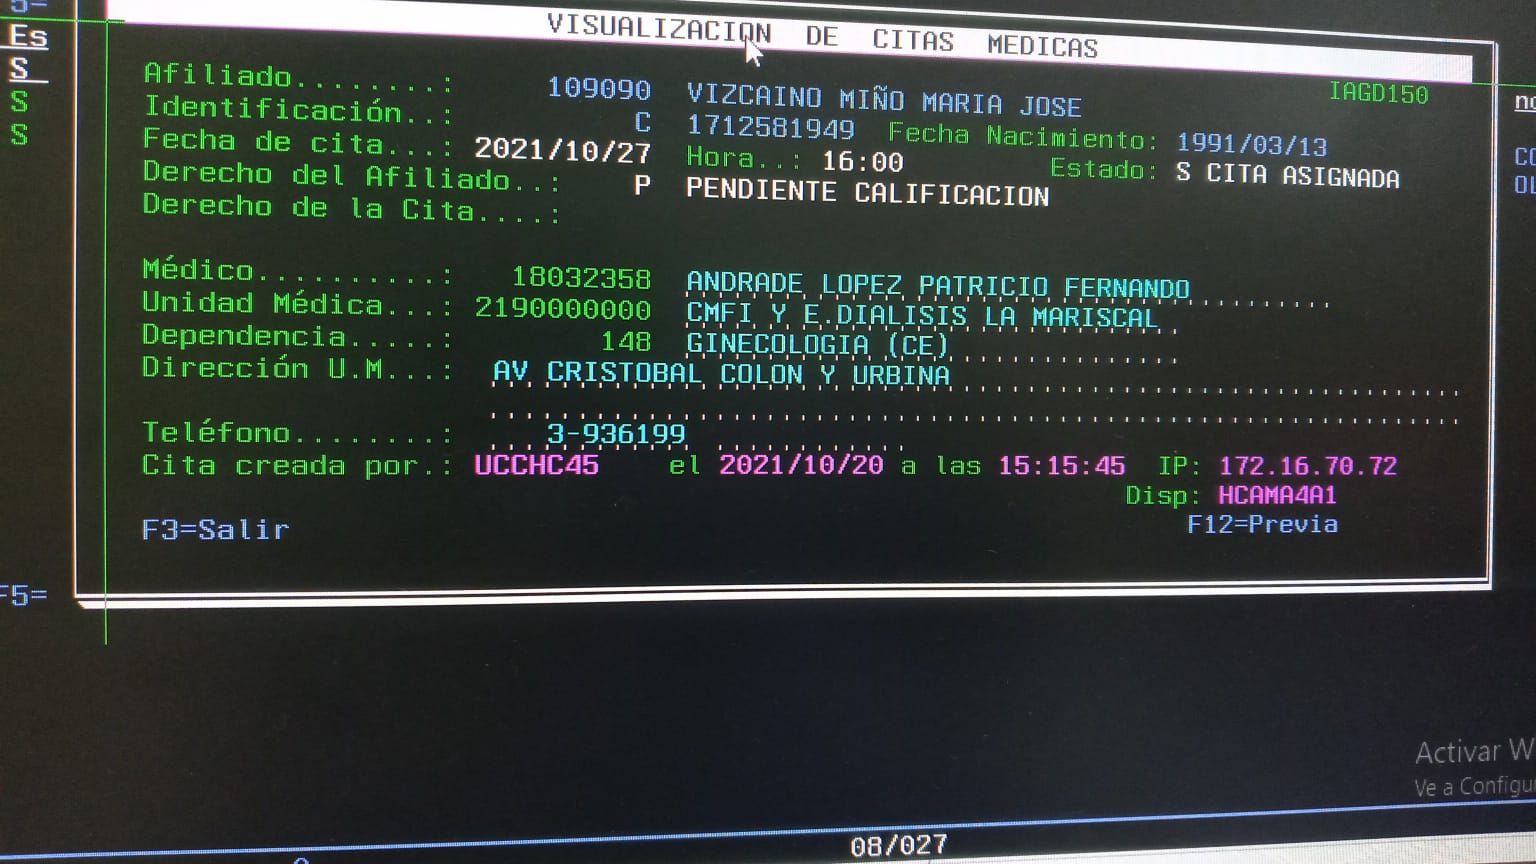 5=
VISUALIZACION DE CITAS MEDICAS
Es
S
S
S
IAGD150
Afiliado........: 109090 VIZCAINO MIÑO MARIA JOSE
Identificación..: C 1712581949 Fecha Nacimiento: 1991/03/13
Fecha de cita...: 2021/10/27 Hora..: 16:00 Estado: S CITA ASIGNADA
Derecho del Afiliado..: P PENDIENTE CALIFICACION
Derecho de la Cita....:
Médico..........: 18032358 ANDRADE LOPEZ PATRICIO FERNANDO
Unidad Médica...: 2190000000 CMFI Y E.DIALISIS LA MARISCAL
Dependencia.....: 148 GINECOLOGIA (CE)
Dirección U.M...: AV CRISTOBAL COLON Y URBINA
Teléfono........: 3-936199
Cita creada por.: UCCHC45 el 2021/10/20 a las 15:15:45 IP: 172.16.70.72
Disp: HCAMA4A1
F3=Salir F12=Previa
F5=
Activar W
Ve a Configu
08/027